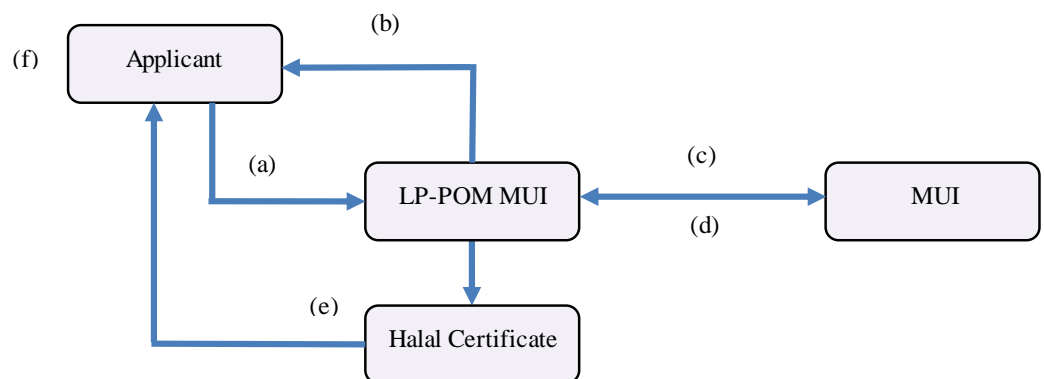 (b)
(f)
Applicant
(a)
(c)
LP-POM MUI
MUI
(d)
(e)
Halal Certificate